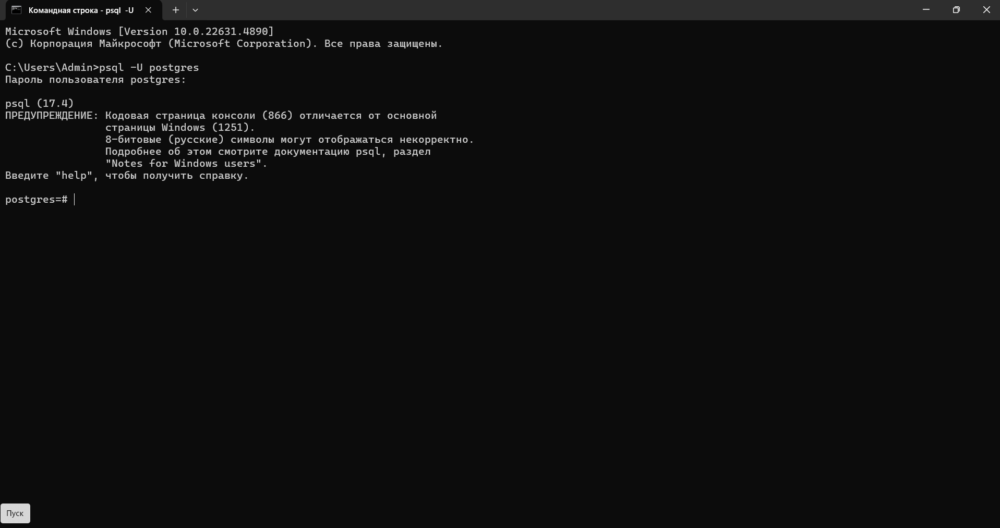 Командная строка - psql -U
Microsoft Windows [Version 10.0.22631.4890]
(c) Корпорация Майкрософт (Microsoft Corporation). Все права защищены.
C:\Users\Admin>psql -U postgres
Пароль пользователя postgres:
psql (17.4)
ПРЕДУПРЕЖДЕНИЕ: Кодовая страница консоли (866) отличается от основной
страницы Windows (1251).
8-битовые (русские) символы могут отображаться некорректно.
Подробнее об этом смотрите документацию psql, раздел
"Notes for Windows users".
Введите "help", чтобы получить справку.
postgres=#
Пуск